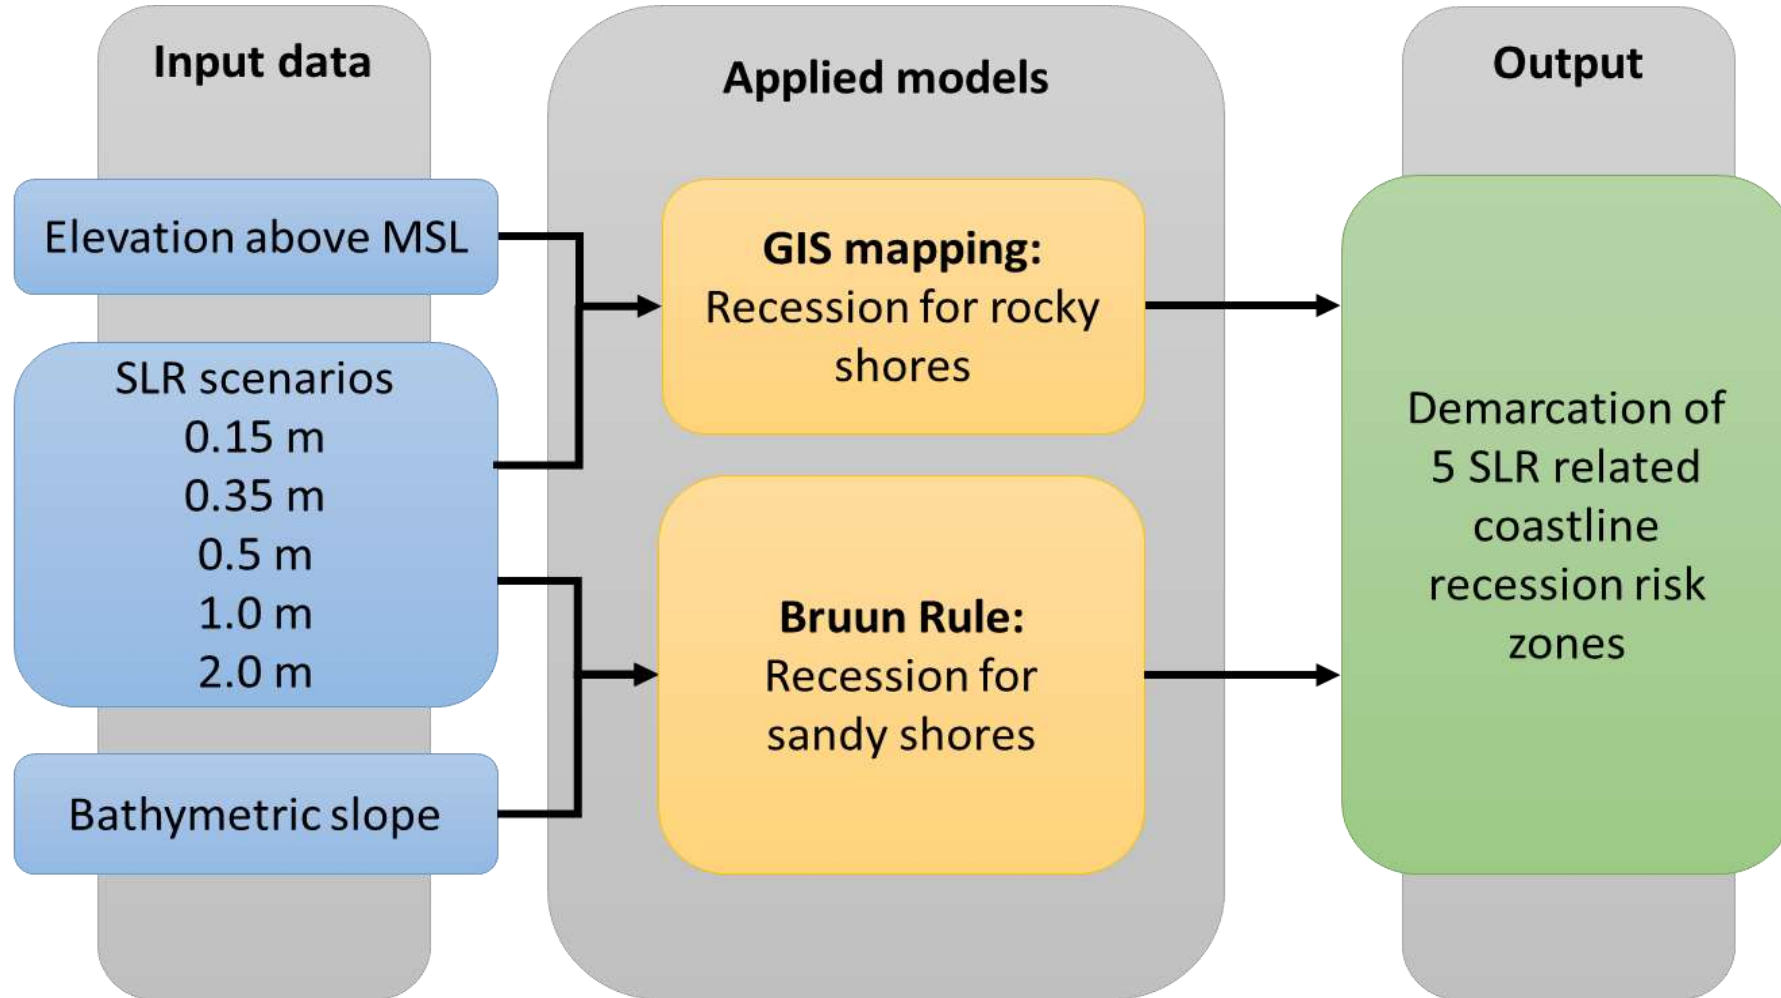 Input data
Elevation above MSL
SLR scenarios
0.15 m
0.35 m
0.5 m
1.0 m
2.0 m
Bathymetric slope
Applied models
GIS mapping:
Recession for rocky
shores
Bruun Rule:
Recession for
sandy shores
Output
Demarcation of
5 SLR related
coastline
recession risk
zones